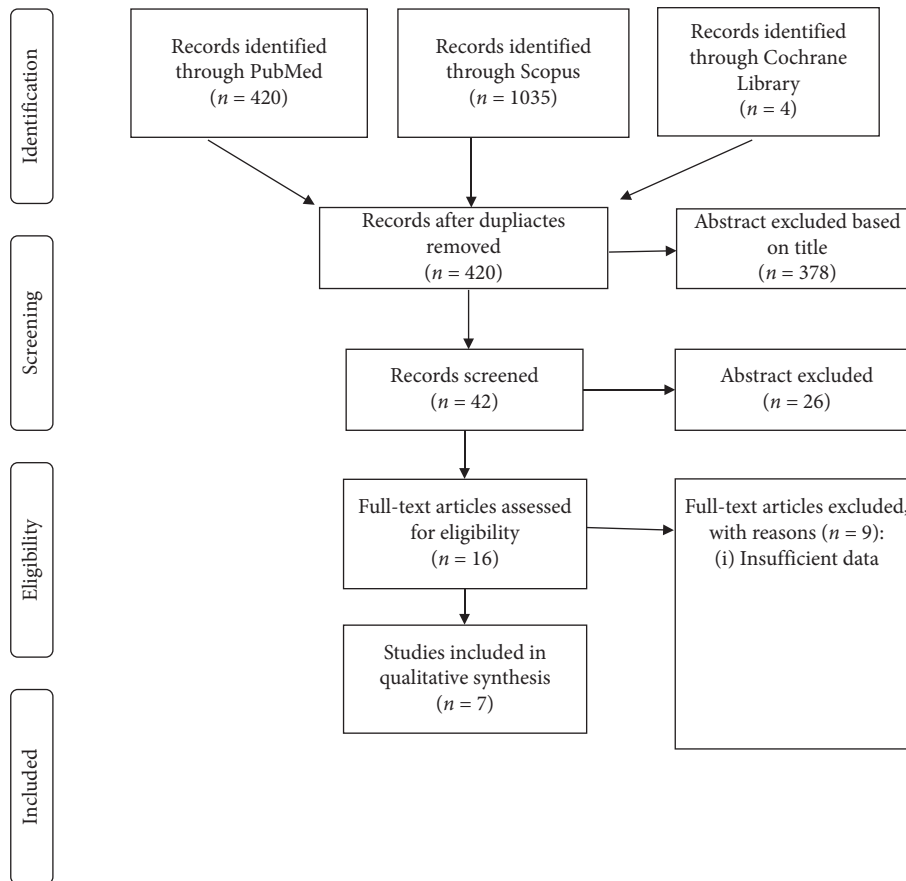 Identification
Records identified
through PubMed
(n = 420)
Records identified
through Scopus
(n = 1035)
Records identified
through Cochrane
Library
(n = 4)
Records after dupliactes
removed
(n = 420)
Abstract excluded based
on title
(n = 378)
Screening
Records screened
(n = 42)
Abstract excluded
(n = 26)
Eligibility
Full-text articles assessed
for eligibility
(n = 16)
Full-text articles excluded,
with reasons (n = 9):
(i) Insufficient data
Studies included in
qualitative synthesis
(n = 7)
Included